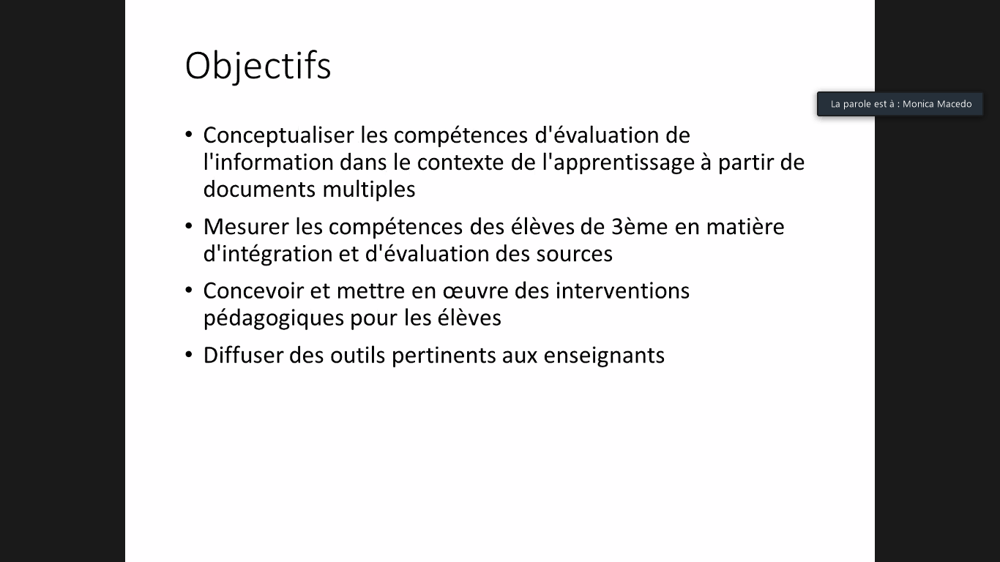 Objectifs
La parole est à : Monica Macedo
• Conceptualiser les compétences d'évaluation de
l'information dans le contexte de l'apprentissage à partir de
documents multiples
• Mesurer les compétences des élèves de 3ème en matière
d'intégration et d'évaluation des sources
• Concevoir et mettre en œuvre des interventions
pédagogiques pour les élèves
• Diffuser des outils pertinents aux enseignants